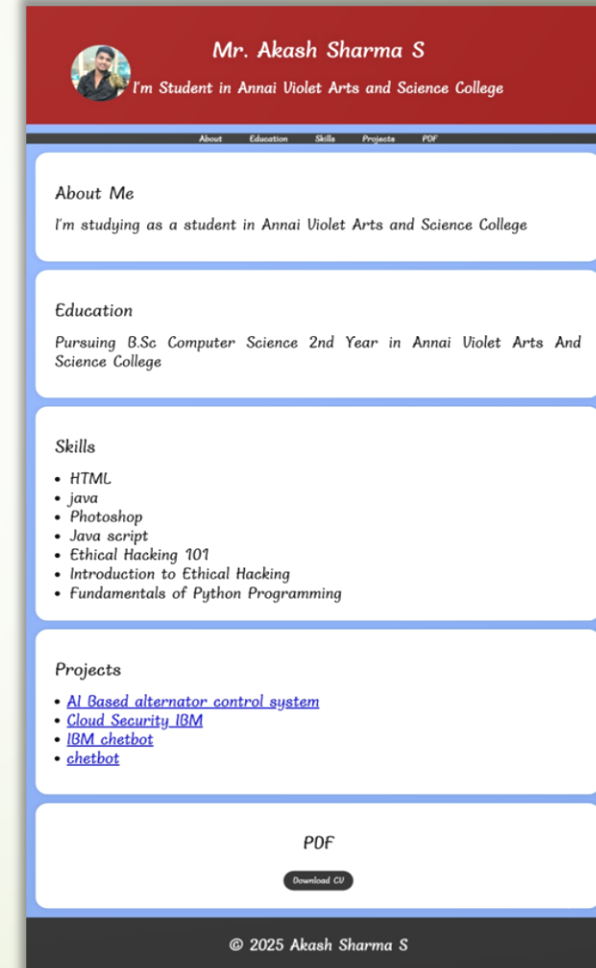 Mr. Akash Sharma S
I'm Student in Annai Violet Arts and Science College
About Education Skills Projects PDF
About Me
I'm studying as a student in Annai Violet Arts and Science College
Education
Pursuing B.Sc Computer Science 2nd Year in Annai Violet Arts And
Science College
Skills
• HTML
• java
• Photoshop
• Java script
• Ethical Hacking 101
• Introduction to Ethical Hacking
• Fundamentals of Python Programming
Projects
• AI Based alternator control system
• Cloud Security IBM
• IBM chetbot
• chetbot
PDF
Download CV
© 2025 Akash Sharma S